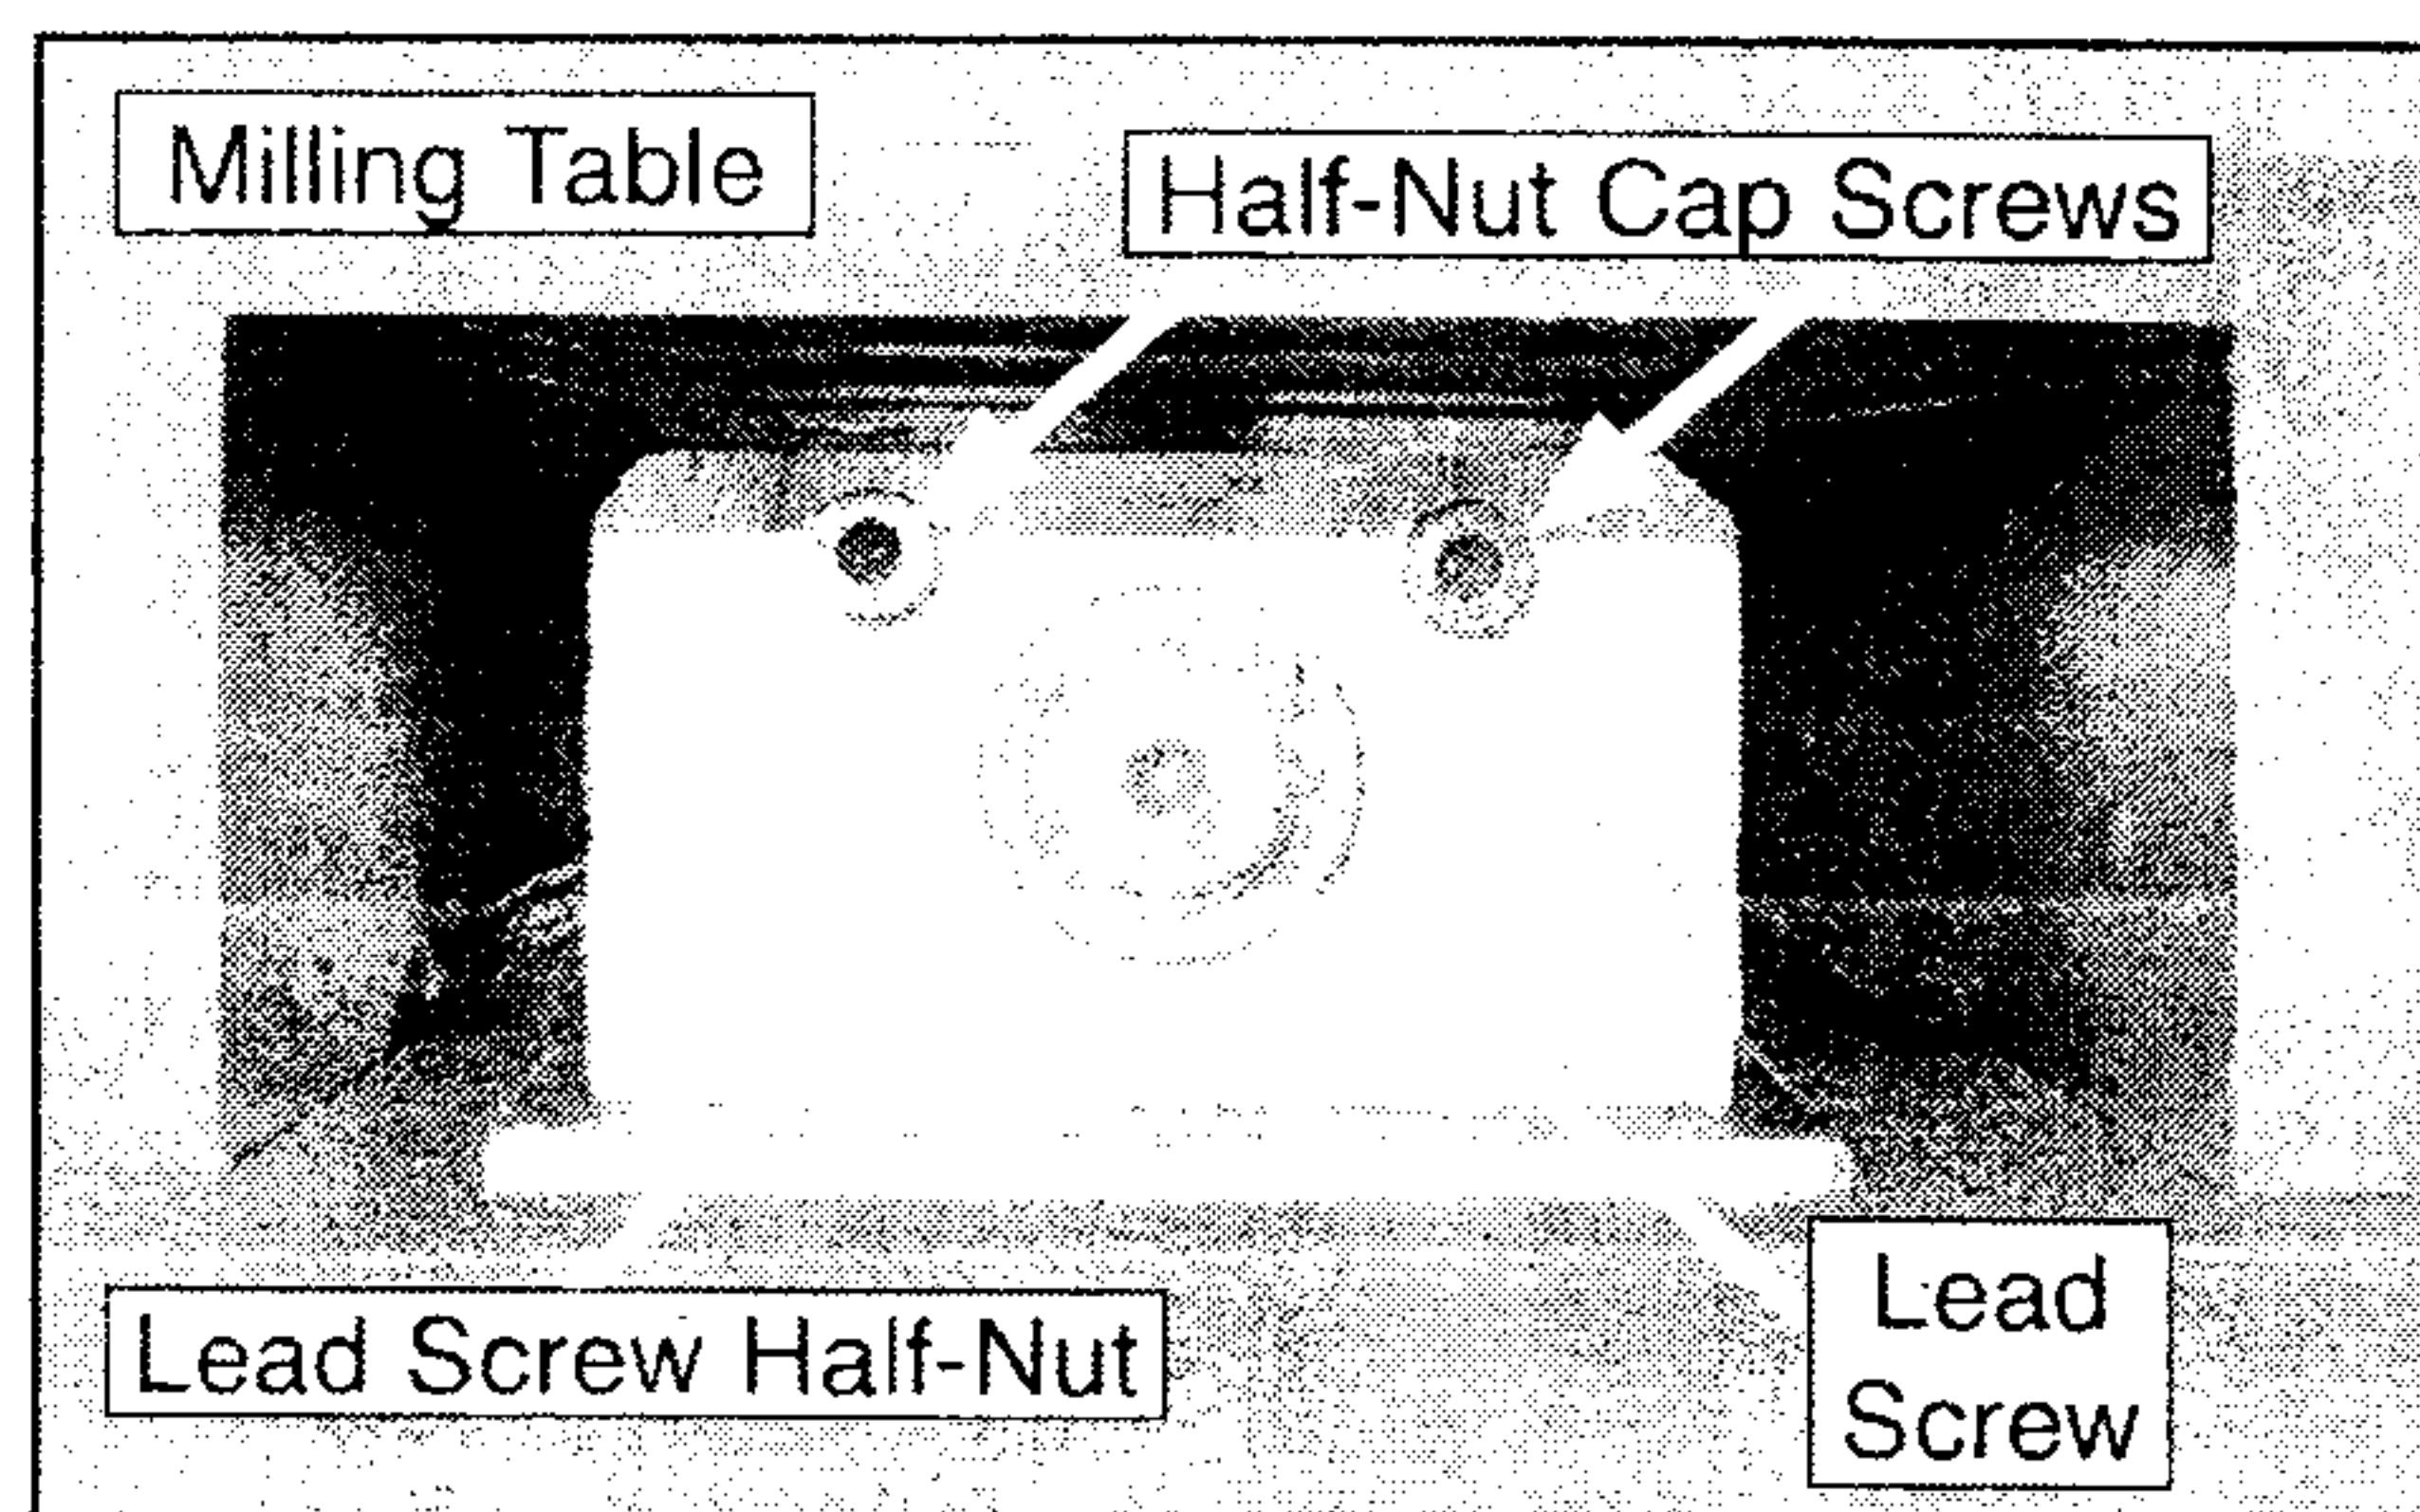 Milling Table
Half-Nut Cap Screws
Lead Screw Half-Nut
Lead
Screw